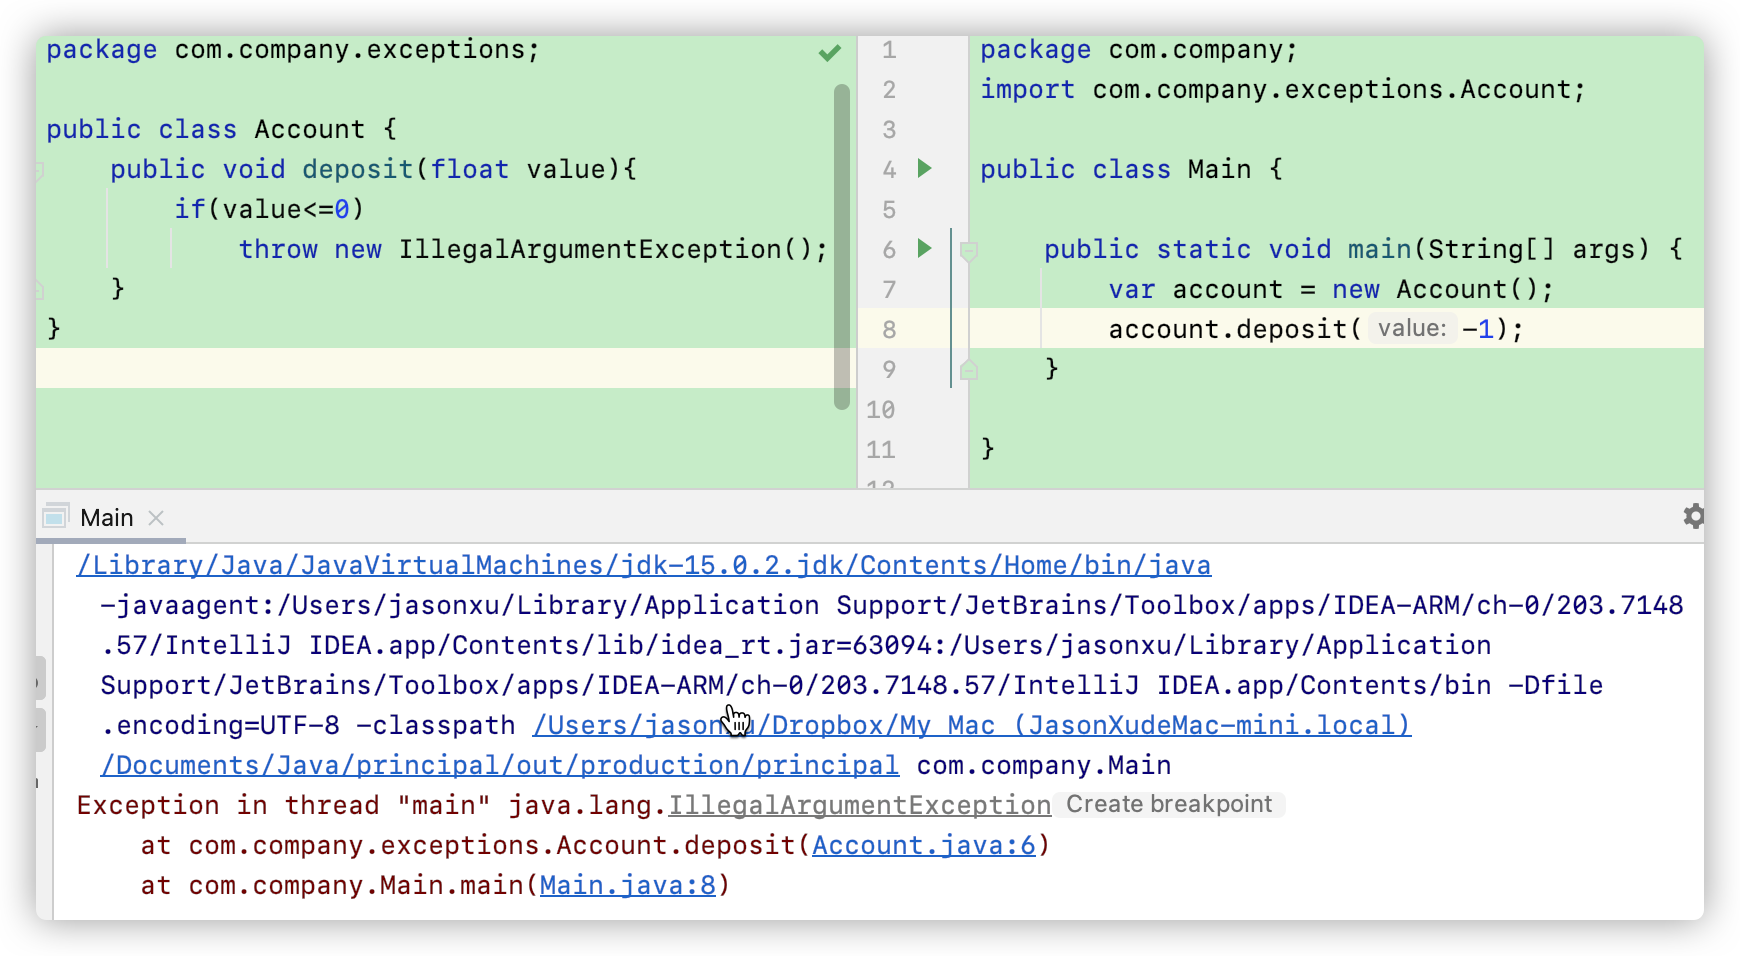 package com.company.exceptions;
public class Account {
public void deposit(float value){
if(value<=0)
throw new IllegalArgumentException();
}
}
1 package com.company;
2 import com.company.exceptions.Account;
3
4 public class Main {
5
6 public static void main(String[] args) {
7 var account = new Account();
8 account.deposit( value: -1);
9 }
10
11 }
12
Main
/Library/Java/JavaVirtualMachines/jdk-15.0.2.jdk/Contents/Home/bin/java
-javaagent:/Users/jasonxu/Library/Application Support/JetBrains/Toolbox/apps/IDEA-ARM/ch-0/203.7148
.57/IntelliJ IDEA.app/Contents/lib/idea_rt.jar=63094:/Users/jasonxu/Library/Application
Support/JetBrains/Toolbox/apps/IDEA-ARM/ch-0/203.7148.57/IntelliJ IDEA.app/Contents/bin -Dfile
.encoding=UTF-8 -classpath /Users/jasonxu/Dropbox/My Mac (JasonXudeMac-mini.local)
/Documents/Java/principal/out/production/principal com.company.Main
Exception in thread "main" java.lang.IllegalArgumentException Create breakpoint
at com.company.exceptions.Account.deposit(Account.java:6)
at com.company.Main.main(Main.java:8)